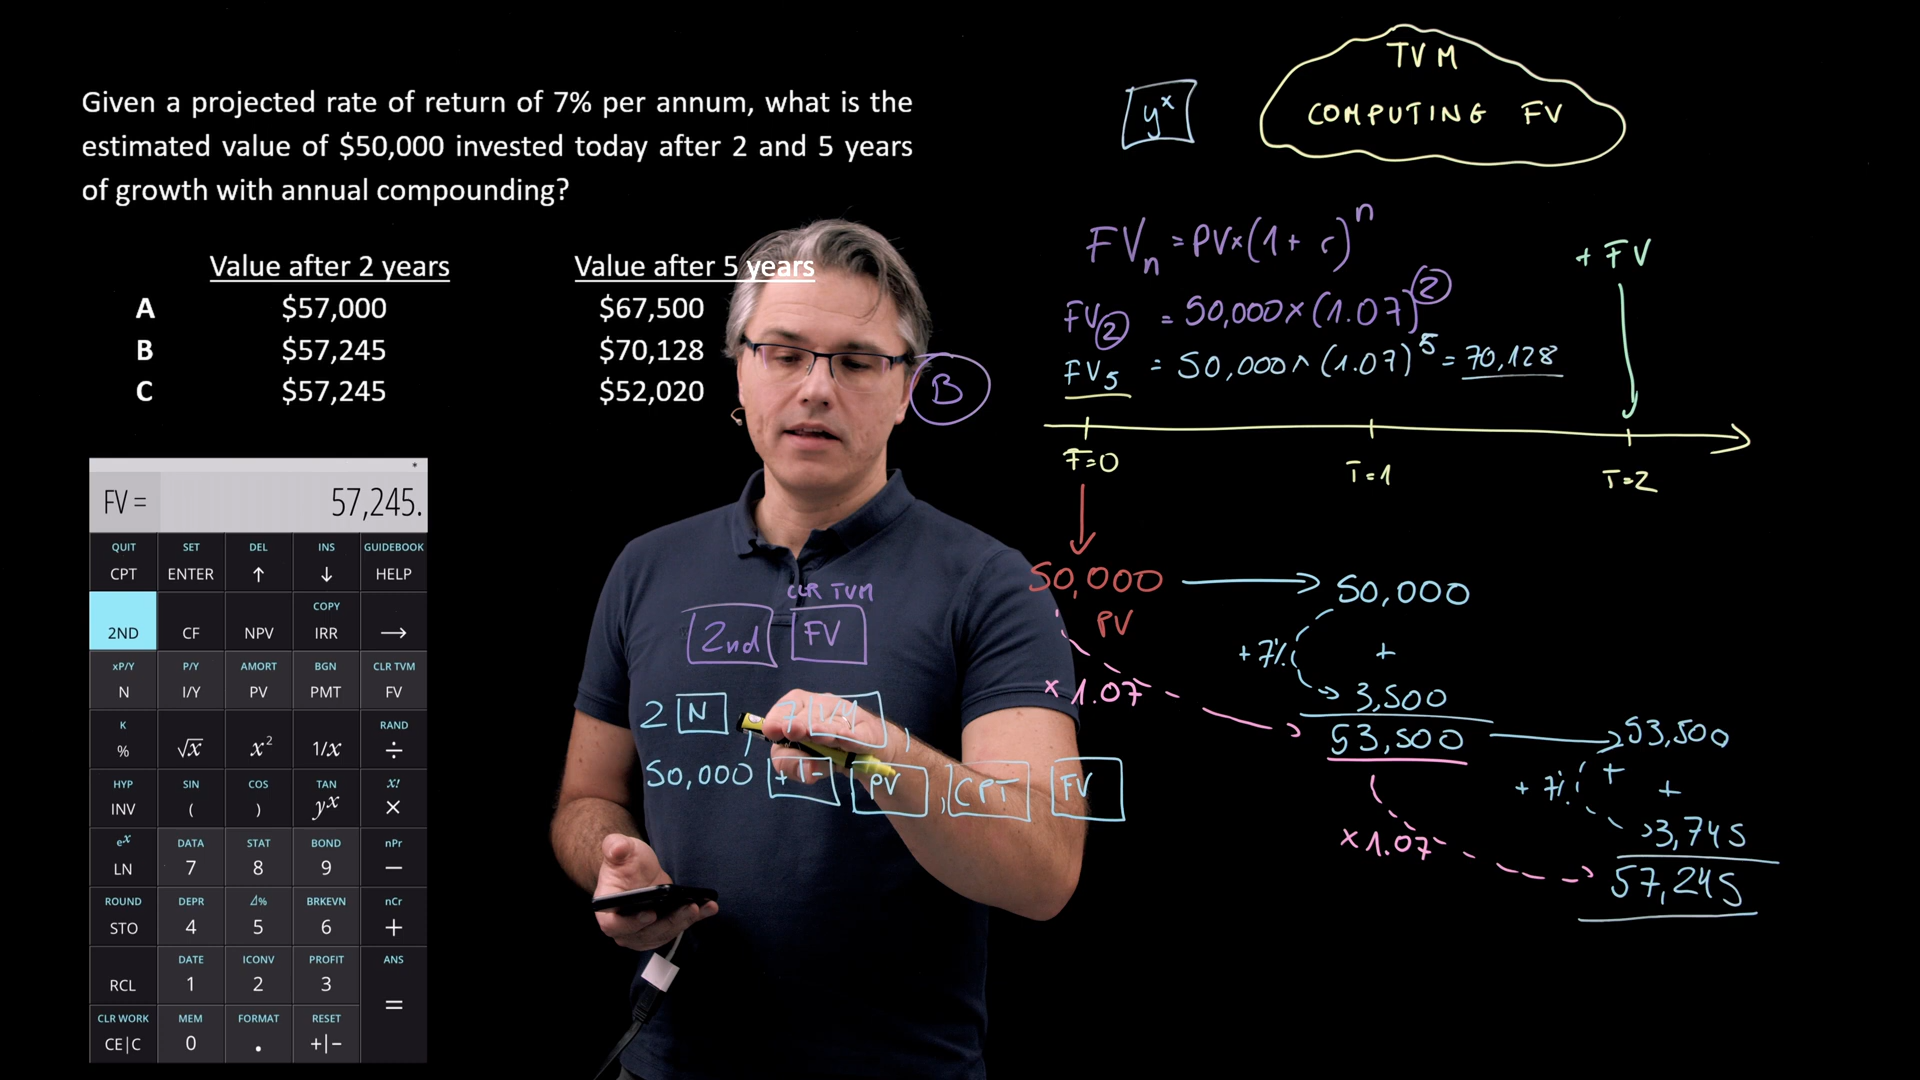 Given a projected rate of return of 7% per annum, what is the
estimated value of $50,000 invested today after 2 and 5 years
of growth with annual compounding?
Value after 2 years Value after 5 years
A $57,000 $67,500
B $57,245 $70,128
C $57,245 $52,020
B
FV = 57,245.
QUIT SET DEL INS GUIDEBOOK
CPT ENTER ↑ ↓ HELP
COPY
2ND CF NPV IRR →
xP/Y P/Y AMORT BGN CLR TVM
N I/Y PV PMT FV
K RAND
% √x x² 1/x ÷
HYP SIN COS TAN x!
INV ( ) yˣ ×
eˣ DATA STAT BOND nPr
LN 7 8 9 −
ROUND DEPR Δ% BRKEVN nCr
STO 4 5 6 +
DATE ICONV PROFIT ANS
RCL 1 2 3 =
CLR WORK MEM FORMAT RESET
CE|C 0 . +|−
CLR TVM
2nd FV
2 N , 7 I/Y ,
50,000 +|- PV , CPT FV
yˣ
TVM
COMPUTING FV
FVn = PV×(1+r)ⁿ
FV2 = 50,000×(1.07)²
FV5 = 50,000×(1.07)⁵ = 70,128
+ FV
T=0 T=1 T=2
50,000 → 50,000
PV
+7% +
× 1.07 3,500
53,500 → 53,500
+
+ 7% +
× 1.07 3,745
57,245